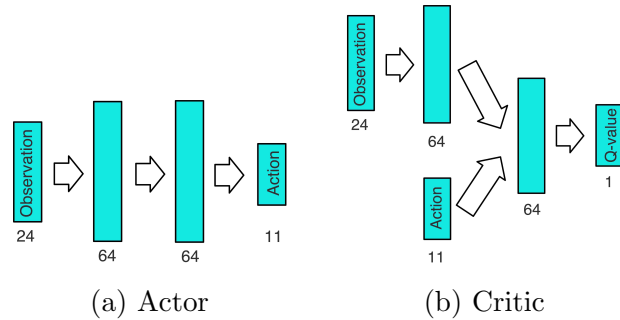 Observation
24
64
64
Action
11
(a) Actor
Observation
24
64
Action
11
64
Q-value
1
(b) Critic